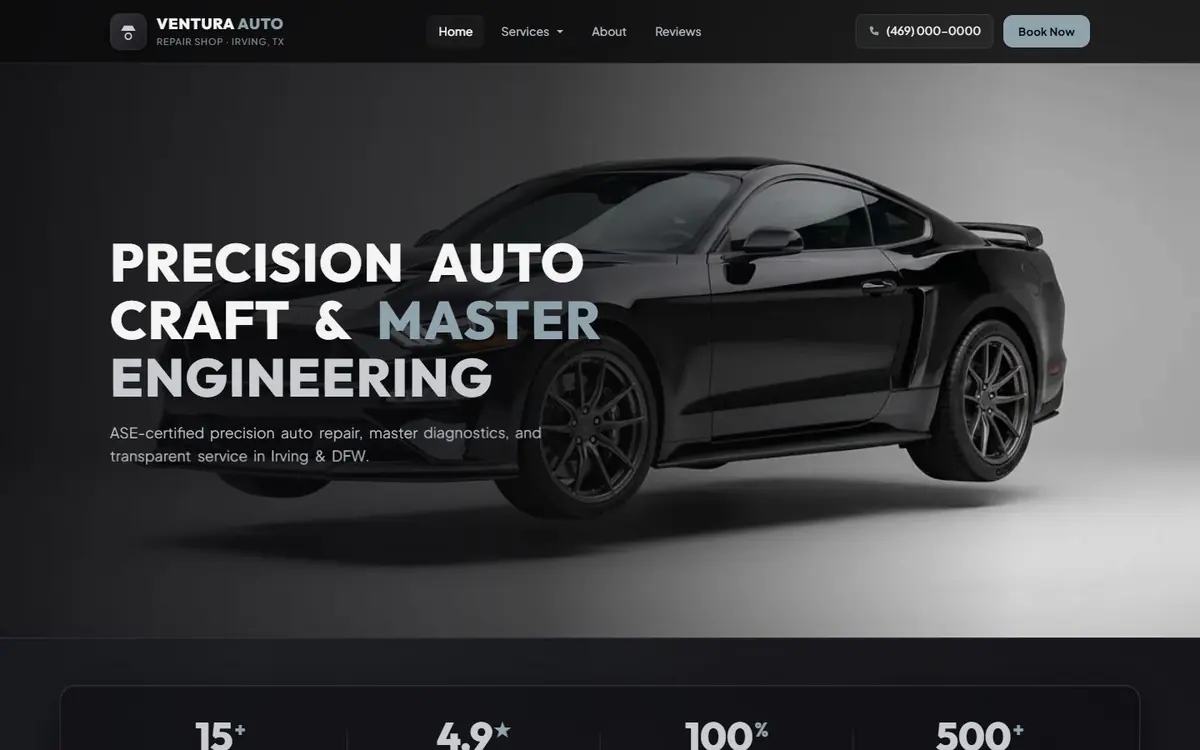 VENTURA AUTO
REPAIR SHOP · IRVING, TX
Home
Services
About
Reviews
(469) 000-0000
Book Now
PRECISION AUTO
CRAFT & MASTER
ENGINEERING
ASE-certified precision auto repair, master diagnostics, and
transparent service in Irving & DFW.
15+
4.9★
100%
500+